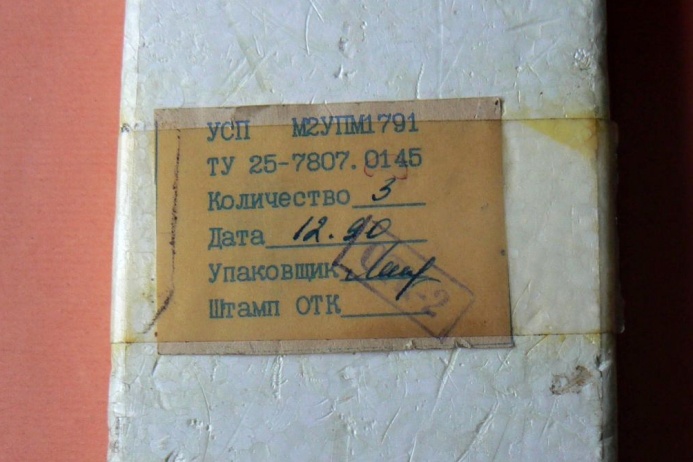 УСП М2УПМ1791
ТУ 25-7807.0145
Количество 3
Дата 12.90
Упаковщик
Штамп ОТК